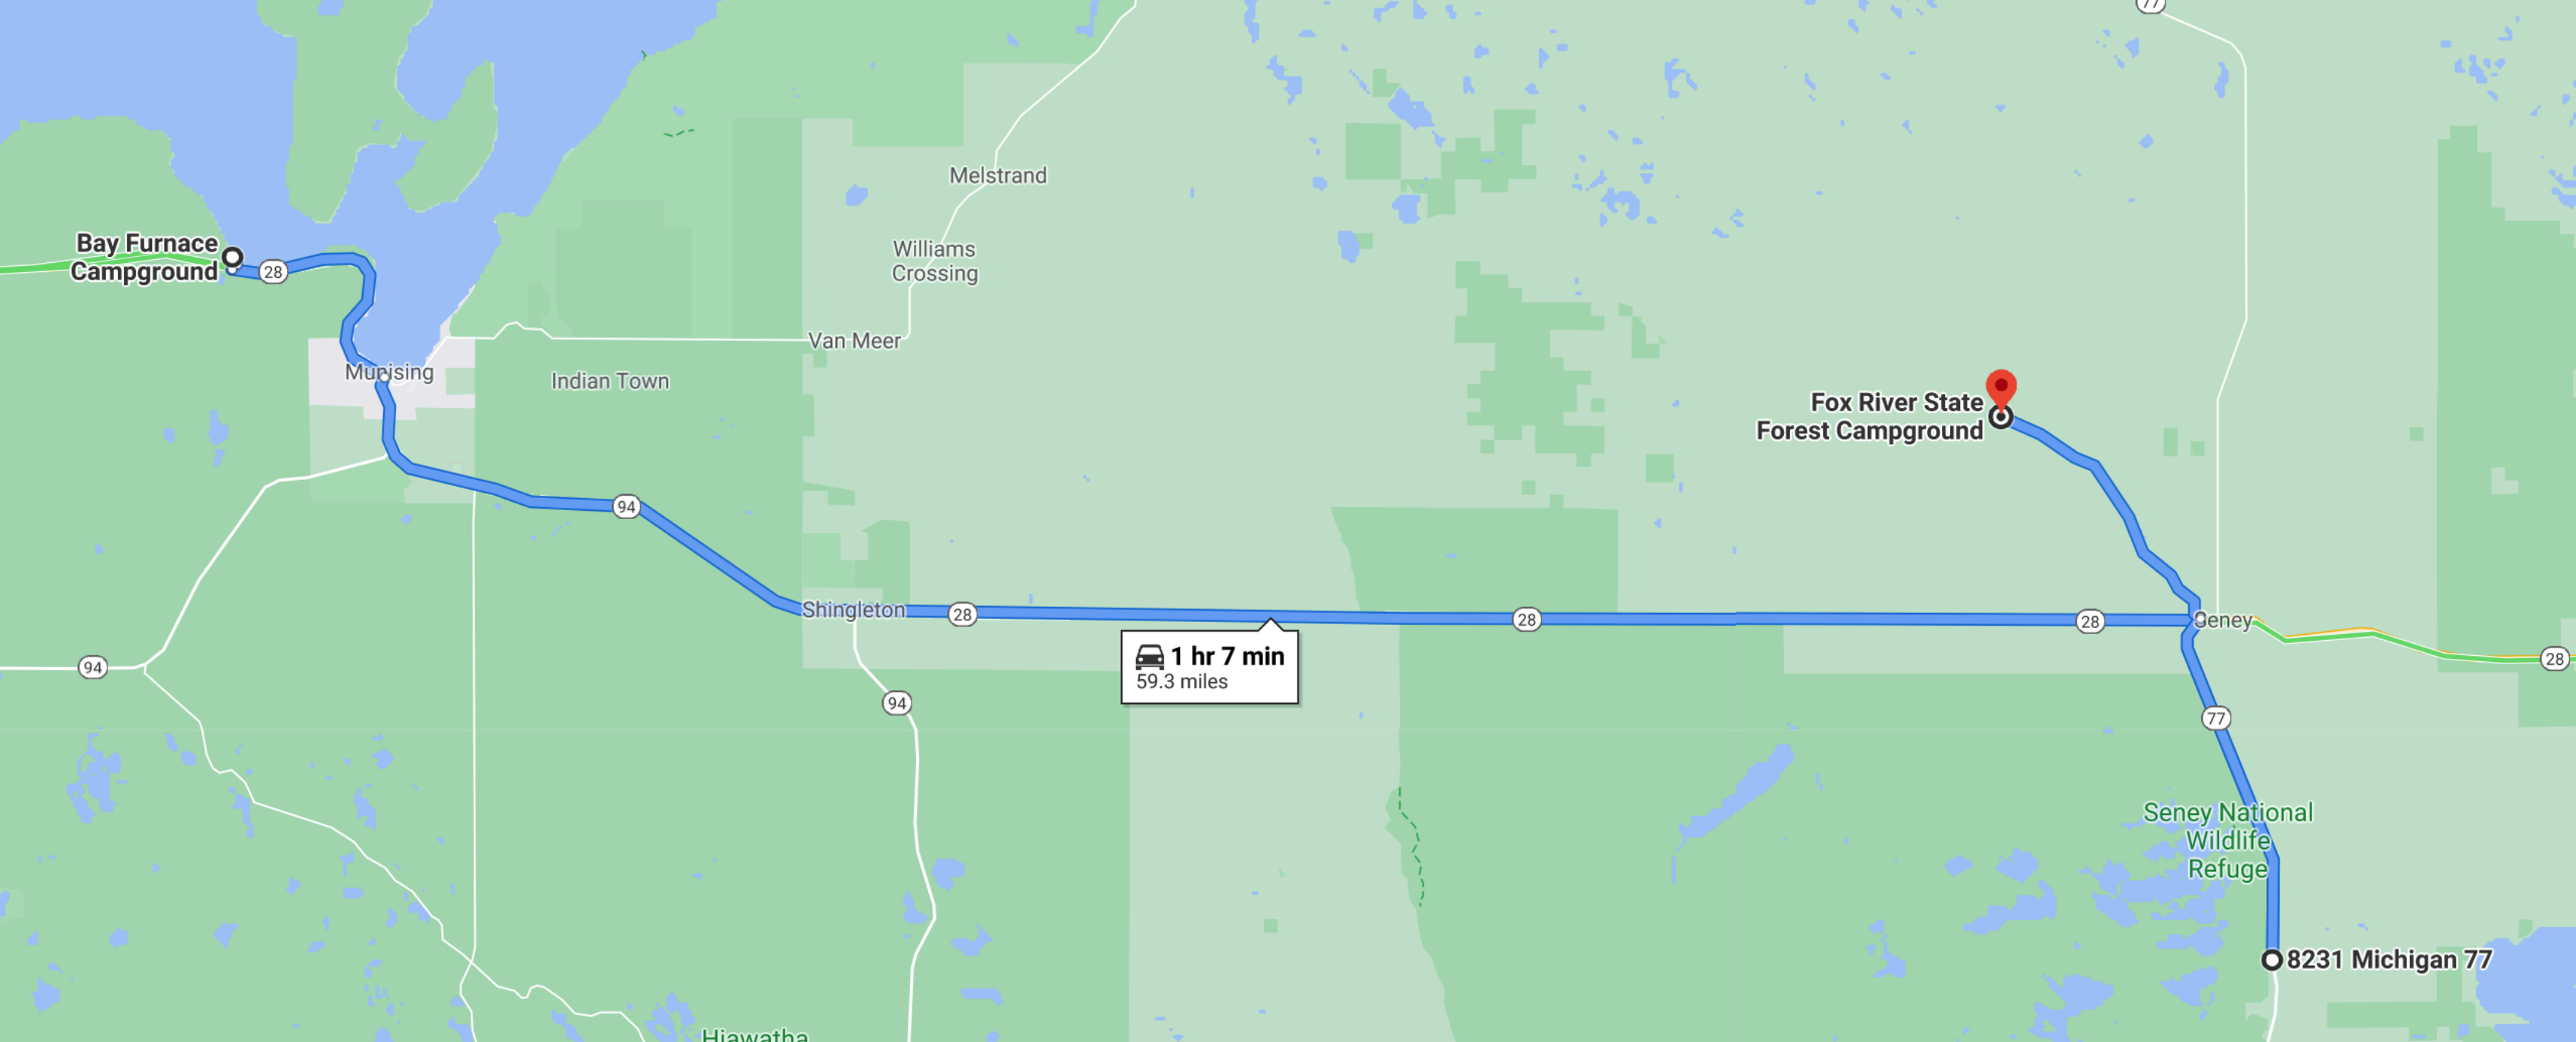 77
Melstrand
Bay Furnace
Campground
28
Williams
Crossing
Van Meer
Munising
Indian Town
Fox River State
Forest Campground
94
Shingleton
28
28
28
Seney
28
1 hr 7 min
59.3 miles
94
94
77
Seney National
Wildlife
Refuge
8231 Michigan 77
Hiawatha